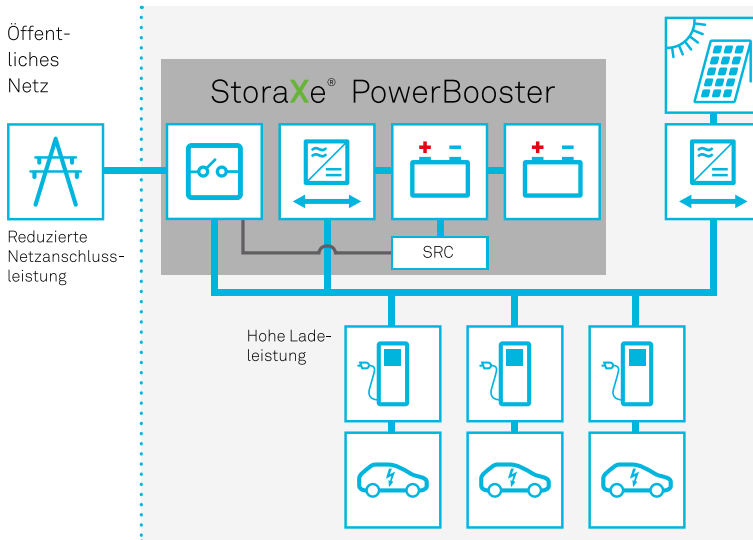 Öffent-
liches
Netz
StoraXe® PowerBooster
+ -
+ -
SRC
Reduzierte
Netzanschluss-
leistung
Hohe Lade-
leistung